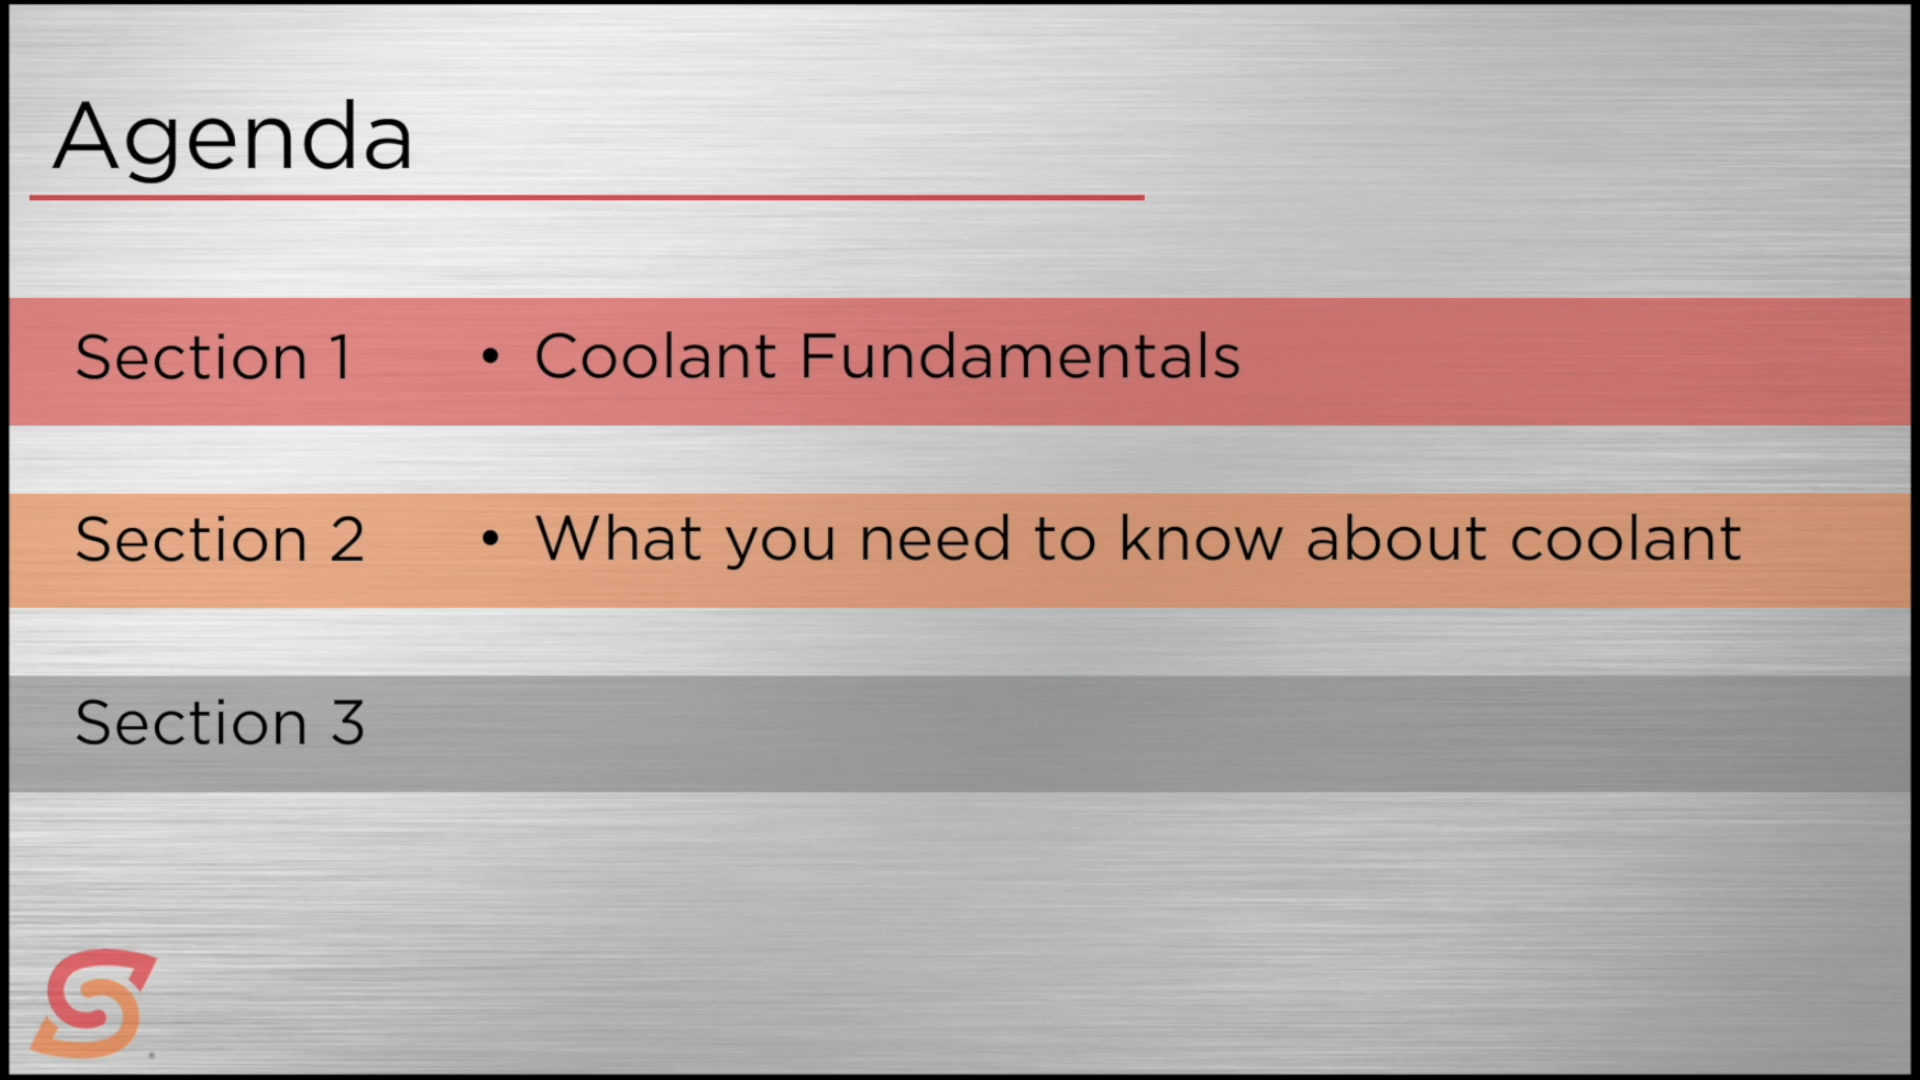 Agenda
Section 1 • Coolant Fundamentals
Section 2 • What you need to know about coolant
Section 3